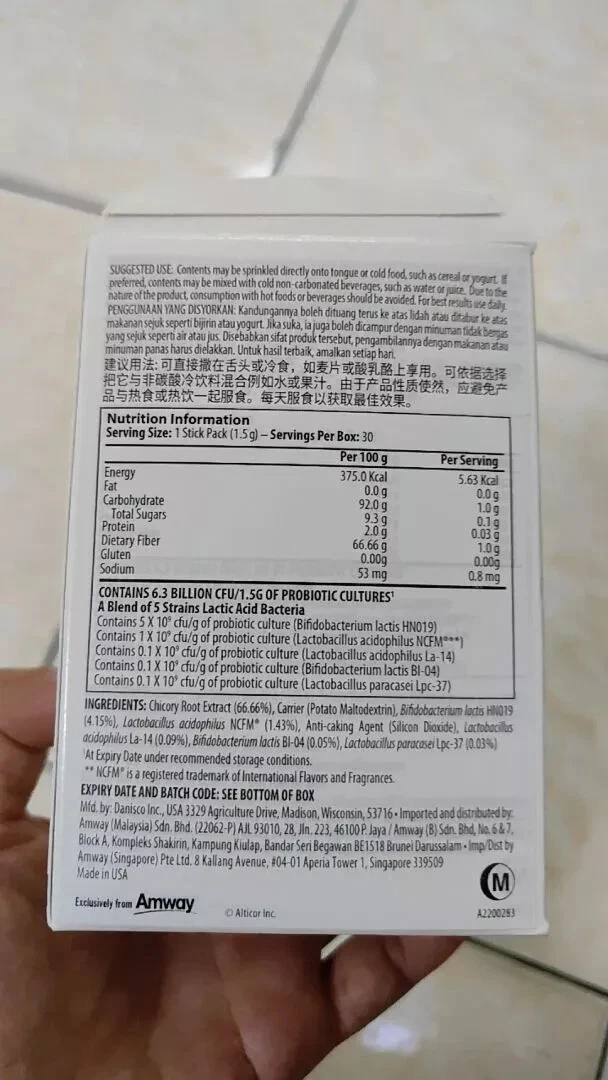 SUGGESTED USE: Contents may be sprinkled directly onto tongue or cold food, such as cereal or yogurt. If
preferred, contents may be mixed with cold non-carbonated beverages, such as water or juice. Due to the
nature of the product, consumption with hot foods or beverages should be avoided. For best results use daily.
PENGGUNAAN YANG DISYORKAN: Kandungannya boleh dituang terus ke atas lidah atau ditabur ke atas
makanan sejuk seperti bijirin atau yogurt. Jika suka, ia juga boleh dicampur dengan minuman tidak bergas
yang sejuk seperti air atau jus. Disebabkan sifat produk tersebut, pengambilannya dengan makanan atau
minuman panas harus dielakkan. Untuk hasil terbaik, amalkan setiap hari.
建议用法: 可直接撒在舌头或冷食，如麦片或酸乳酪上享用。可依据选择
把它与非碳酸冷饮料混合例如水或果汁。由于产品性质使然，应避免产
品与热食或热饮一起服食。每天服食以获取最佳效果。
Nutrition Information
Serving Size: 1 Stick Pack (1.5 g) – Servings Per Box: 30
Per 100 g Per Serving
Energy 375.0 Kcal 5.63 Kcal
Fat 0.0 g 0.0 g
Carbohydrate 92.0 g 1.0 g
Total Sugars 9.3 g 0.1 g
Protein 2.0 g 0.03 g
Dietary Fiber 66.66 g 1.0 g
Gluten 0.00g 0.00g
Sodium 53 mg 0.8 mg
CONTAINS 6.3 BILLION CFU/1.5G OF PROBIOTIC CULTURES¹
A Blend of 5 Strains Lactic Acid Bacteria
Contains 5 X 10⁹ cfu/g of probiotic culture (Bifidobacterium lactis HN019)
Contains 1 X 10⁹ cfu/g of probiotic culture (Lactobacillus acidophilus NCFM®**)
Contains 0.1 X 10⁹ cfu/g of probiotic culture (Lactobacillus acidophilus La-14)
Contains 0.1 X 10⁹ cfu/g of probiotic culture (Bifidobacterium lactis Bl-04)
Contains 0.1 X 10⁹ cfu/g of probiotic culture (Lactobacillus paracasei Lpc-37)
INGREDIENTS: Chicory Root Extract (66.66%), Carrier (Potato Maltodextrin), Bifidobacterium lactis HN019
(4.15%), Lactobacillus acidophilus NCFM® (1.43%), Anti-caking Agent (Silicon Dioxide), Lactobacillus
acidophilus La-14 (0.09%), Bifidobacterium lactis Bl-04 (0.05%), Lactobacillus paracasei Lpc-37 (0.03%)
¹At Expiry Date under recommended storage conditions.
** NCFM® is a registered trademark of International Flavors and Fragrances.
EXPIRY DATE AND BATCH CODE: SEE BOTTOM OF BOX
Mfd. by: Danisco Inc., USA 3329 Agriculture Drive, Madison, Wisconsin, 53716 • Imported and distributed by:
Amway (Malaysia) Sdn. Bhd. (22062-P) AJL 93010, 28, Jln. 223, 46100 P. Jaya / Amway (B) Sdn. Bhd, No. 6 & 7,
Block A, Kompleks Shakirin, Kampung Kiulap, Bandar Seri Begawan BE1518 Brunei Darussalam • Imp/Dist by
Amway (Singapore) Pte Ltd. 8 Kallang Avenue, #04-01 Aperia Tower 1, Singapore 339509
Made in USA
M
Exclusively from Amway
© Alticor Inc.
A2200283